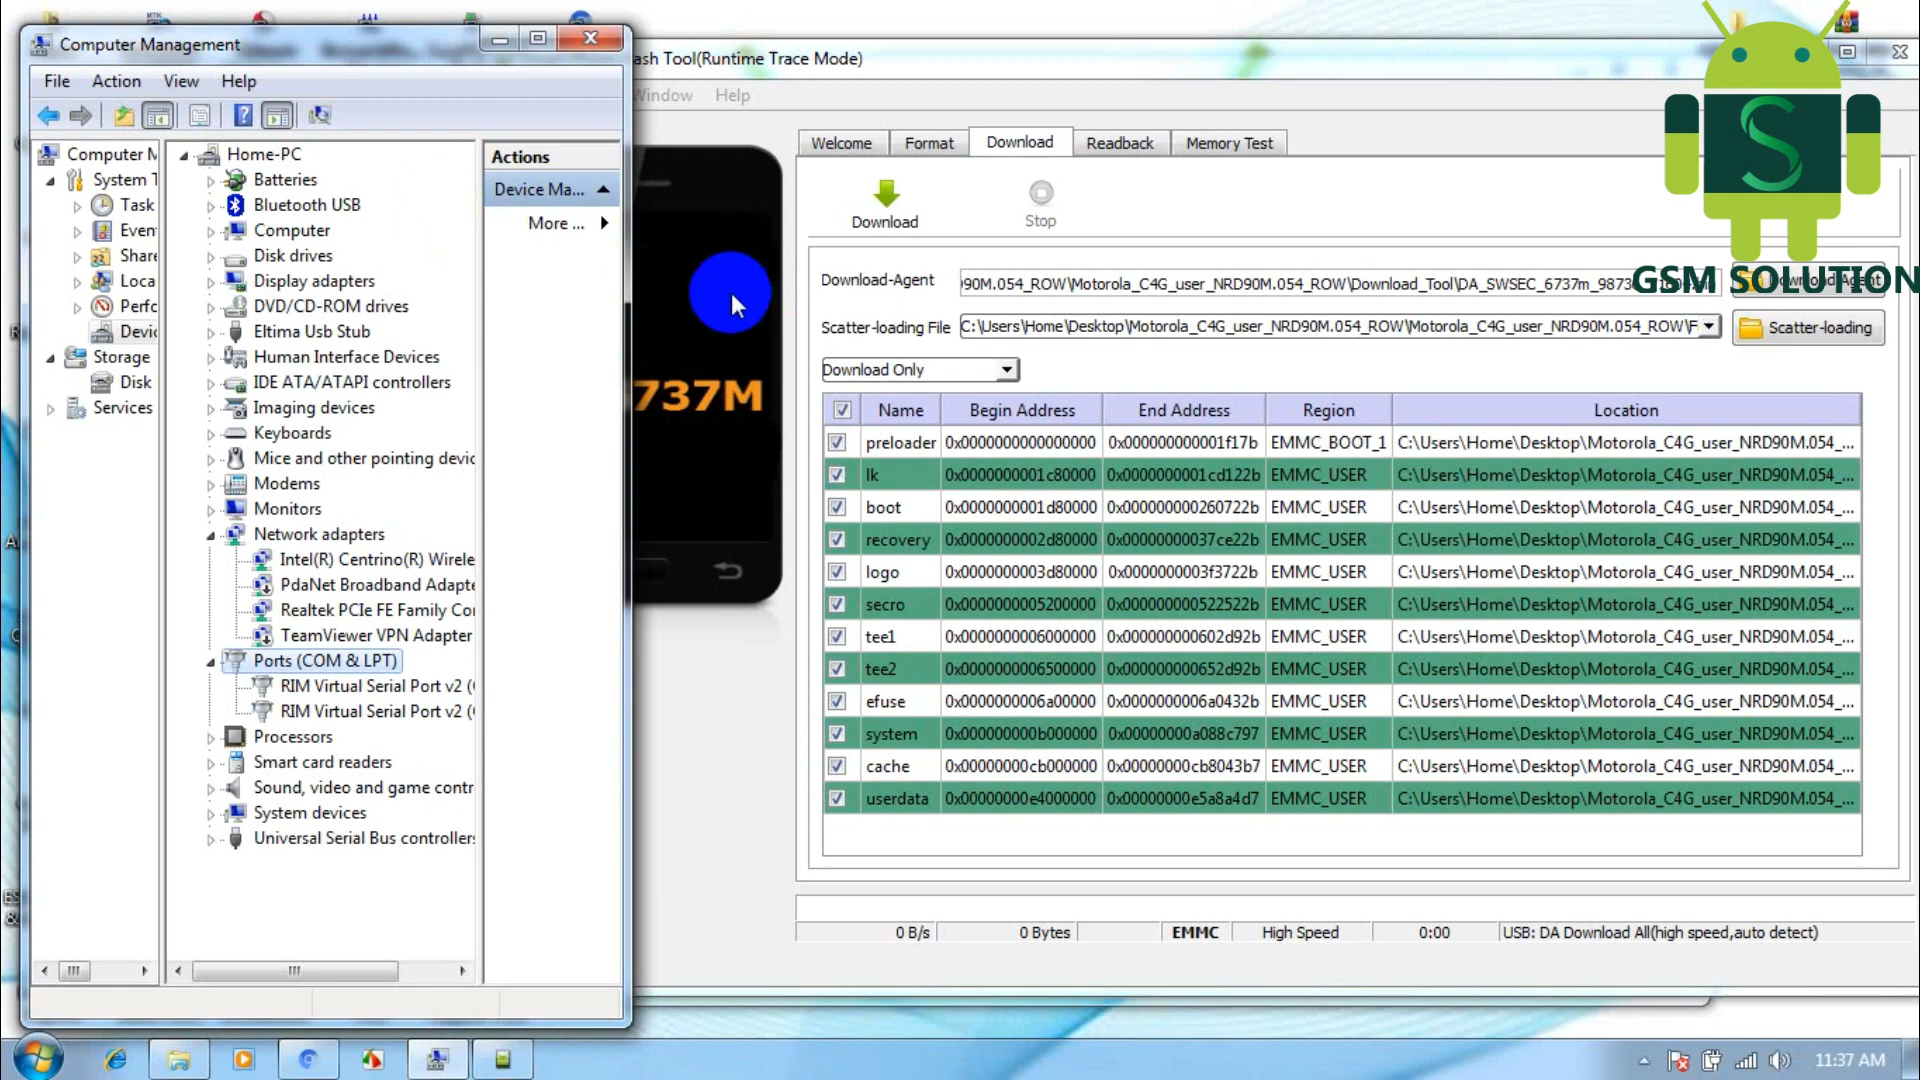 MTK
Computer Management
File Action View Help
Computer M
System T
Task
Even
Share
Loca
Perfo
Devic
Storage
Disk
Services
Home-PC
Batteries
Bluetooth USB
Computer
Disk drives
Display adapters
DVD/CD-ROM drives
Eltima Usb Stub
Human Interface Devices
IDE ATA/ATAPI controllers
Imaging devices
Keyboards
Mice and other pointing devic
Modems
Monitors
Network adapters
Intel(R) Centrino(R) Wirele
PdaNet Broadband Adapte
Realtek PCIe FE Family Co
TeamViewer VPN Adapter
Ports (COM & LPT)
RIM Virtual Serial Port v2 (
RIM Virtual Serial Port v2 (
Processors
Smart card readers
Sound, video and game contr
System devices
Universal Serial Bus controllers
Actions
Device Ma...
More ...
ash Tool(Runtime Trace Mode)
Window Help
737M
Welcome Format Download Readback Memory Test
Download Stop
S
GSM SOLUTION
Download-Agent 90M.054_ROW\Motorola_C4G_user_NRD90M.054_ROW\Download_Tool\DA_SWSEC_6737m_9873 Download Agent
Scatter-loading File C:\Users\Home\Desktop\Motorola_C4G_user_NRD90M.054_ROW\Motorola_C4G_user_NRD90M.054_ROW\F Scatter-loading
Download Only
Name Begin Address End Address Region Location
preloader 0x0000000000000000 0x000000000001f17b EMMC_BOOT_1 C:\Users\Home\Desktop\Motorola_C4G_user_NRD90M.054_...
lk 0x0000000001c80000 0x0000000001cd122b EMMC_USER C:\Users\Home\Desktop\Motorola_C4G_user_NRD90M.054_...
boot 0x0000000001d80000 0x000000000260722b EMMC_USER C:\Users\Home\Desktop\Motorola_C4G_user_NRD90M.054_...
recovery 0x0000000002d80000 0x00000000037ce22b EMMC_USER C:\Users\Home\Desktop\Motorola_C4G_user_NRD90M.054_...
logo 0x0000000003d80000 0x0000000003f3722b EMMC_USER C:\Users\Home\Desktop\Motorola_C4G_user_NRD90M.054_...
secro 0x0000000005200000 0x000000000522522b EMMC_USER C:\Users\Home\Desktop\Motorola_C4G_user_NRD90M.054_...
tee1 0x0000000006000000 0x000000000602d92b EMMC_USER C:\Users\Home\Desktop\Motorola_C4G_user_NRD90M.054_...
tee2 0x0000000006500000 0x000000000652d92b EMMC_USER C:\Users\Home\Desktop\Motorola_C4G_user_NRD90M.054_...
efuse 0x0000000006a00000 0x0000000006a0432b EMMC_USER C:\Users\Home\Desktop\Motorola_C4G_user_NRD90M.054_...
system 0x000000000b000000 0x00000000a088c797 EMMC_USER C:\Users\Home\Desktop\Motorola_C4G_user_NRD90M.054_...
cache 0x00000000cb000000 0x00000000cb8043b7 EMMC_USER C:\Users\Home\Desktop\Motorola_C4G_user_NRD90M.054_...
userdata 0x00000000e4000000 0x00000000e5a8a4d7 EMMC_USER C:\Users\Home\Desktop\Motorola_C4G_user_NRD90M.054_...
0 B/s 0 Bytes EMMC High Speed 0:00 USB: DA Download All(high speed,auto detect)
11:37 AM